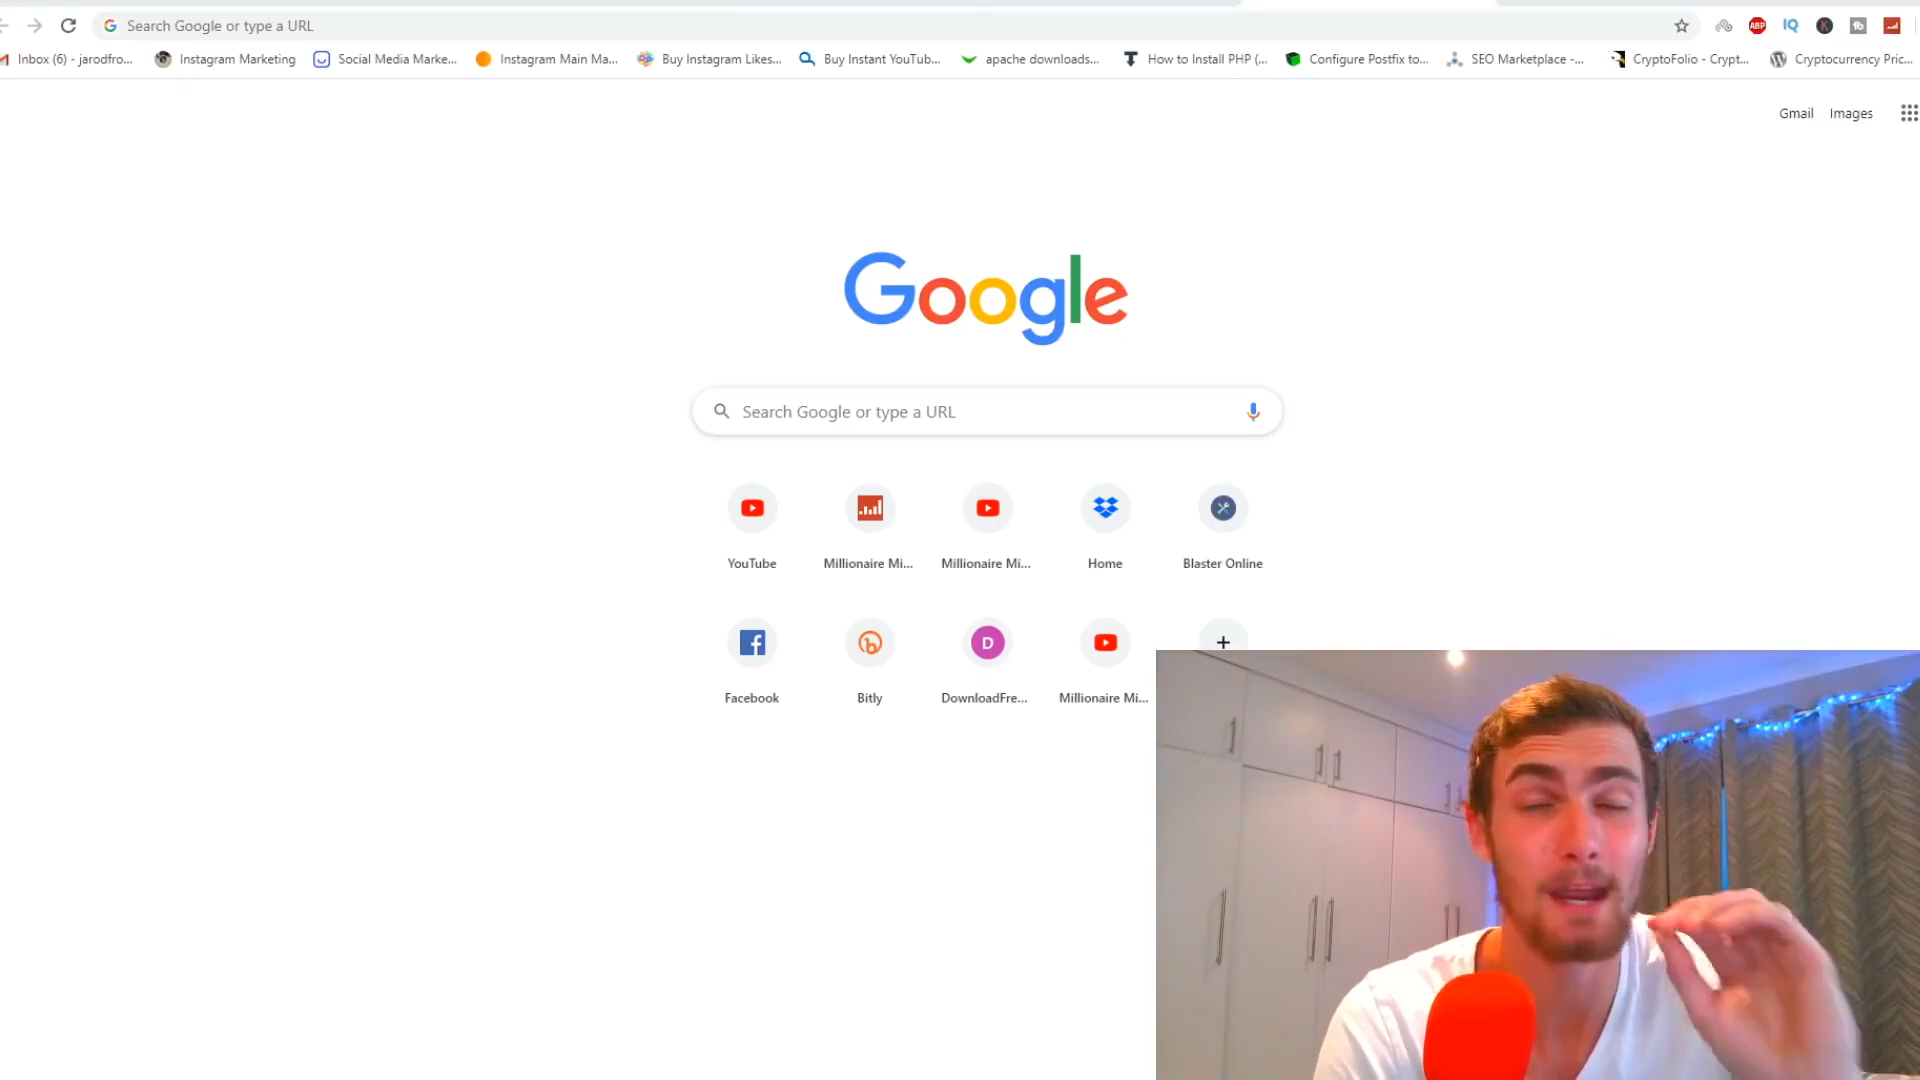 Search Google or type a URL
ABP IQ K tb
Inbox (6) - jarodfro... Instagram Marketing Social Media Marke... Instagram Main Ma... Buy Instagram Likes... Buy Instant YouTub... apache downloads... How to Install PHP (... Configure Postfix to... SEO Marketplace -... CryptoFolio - Crypt... Cryptocurrency Pric...
Gmail Images
Google
Search Google or type a URL
YouTube Millionaire Mi... Millionaire Mi... Home Blaster Online
D
Facebook Bitly DownloadFre... Millionaire Mi...